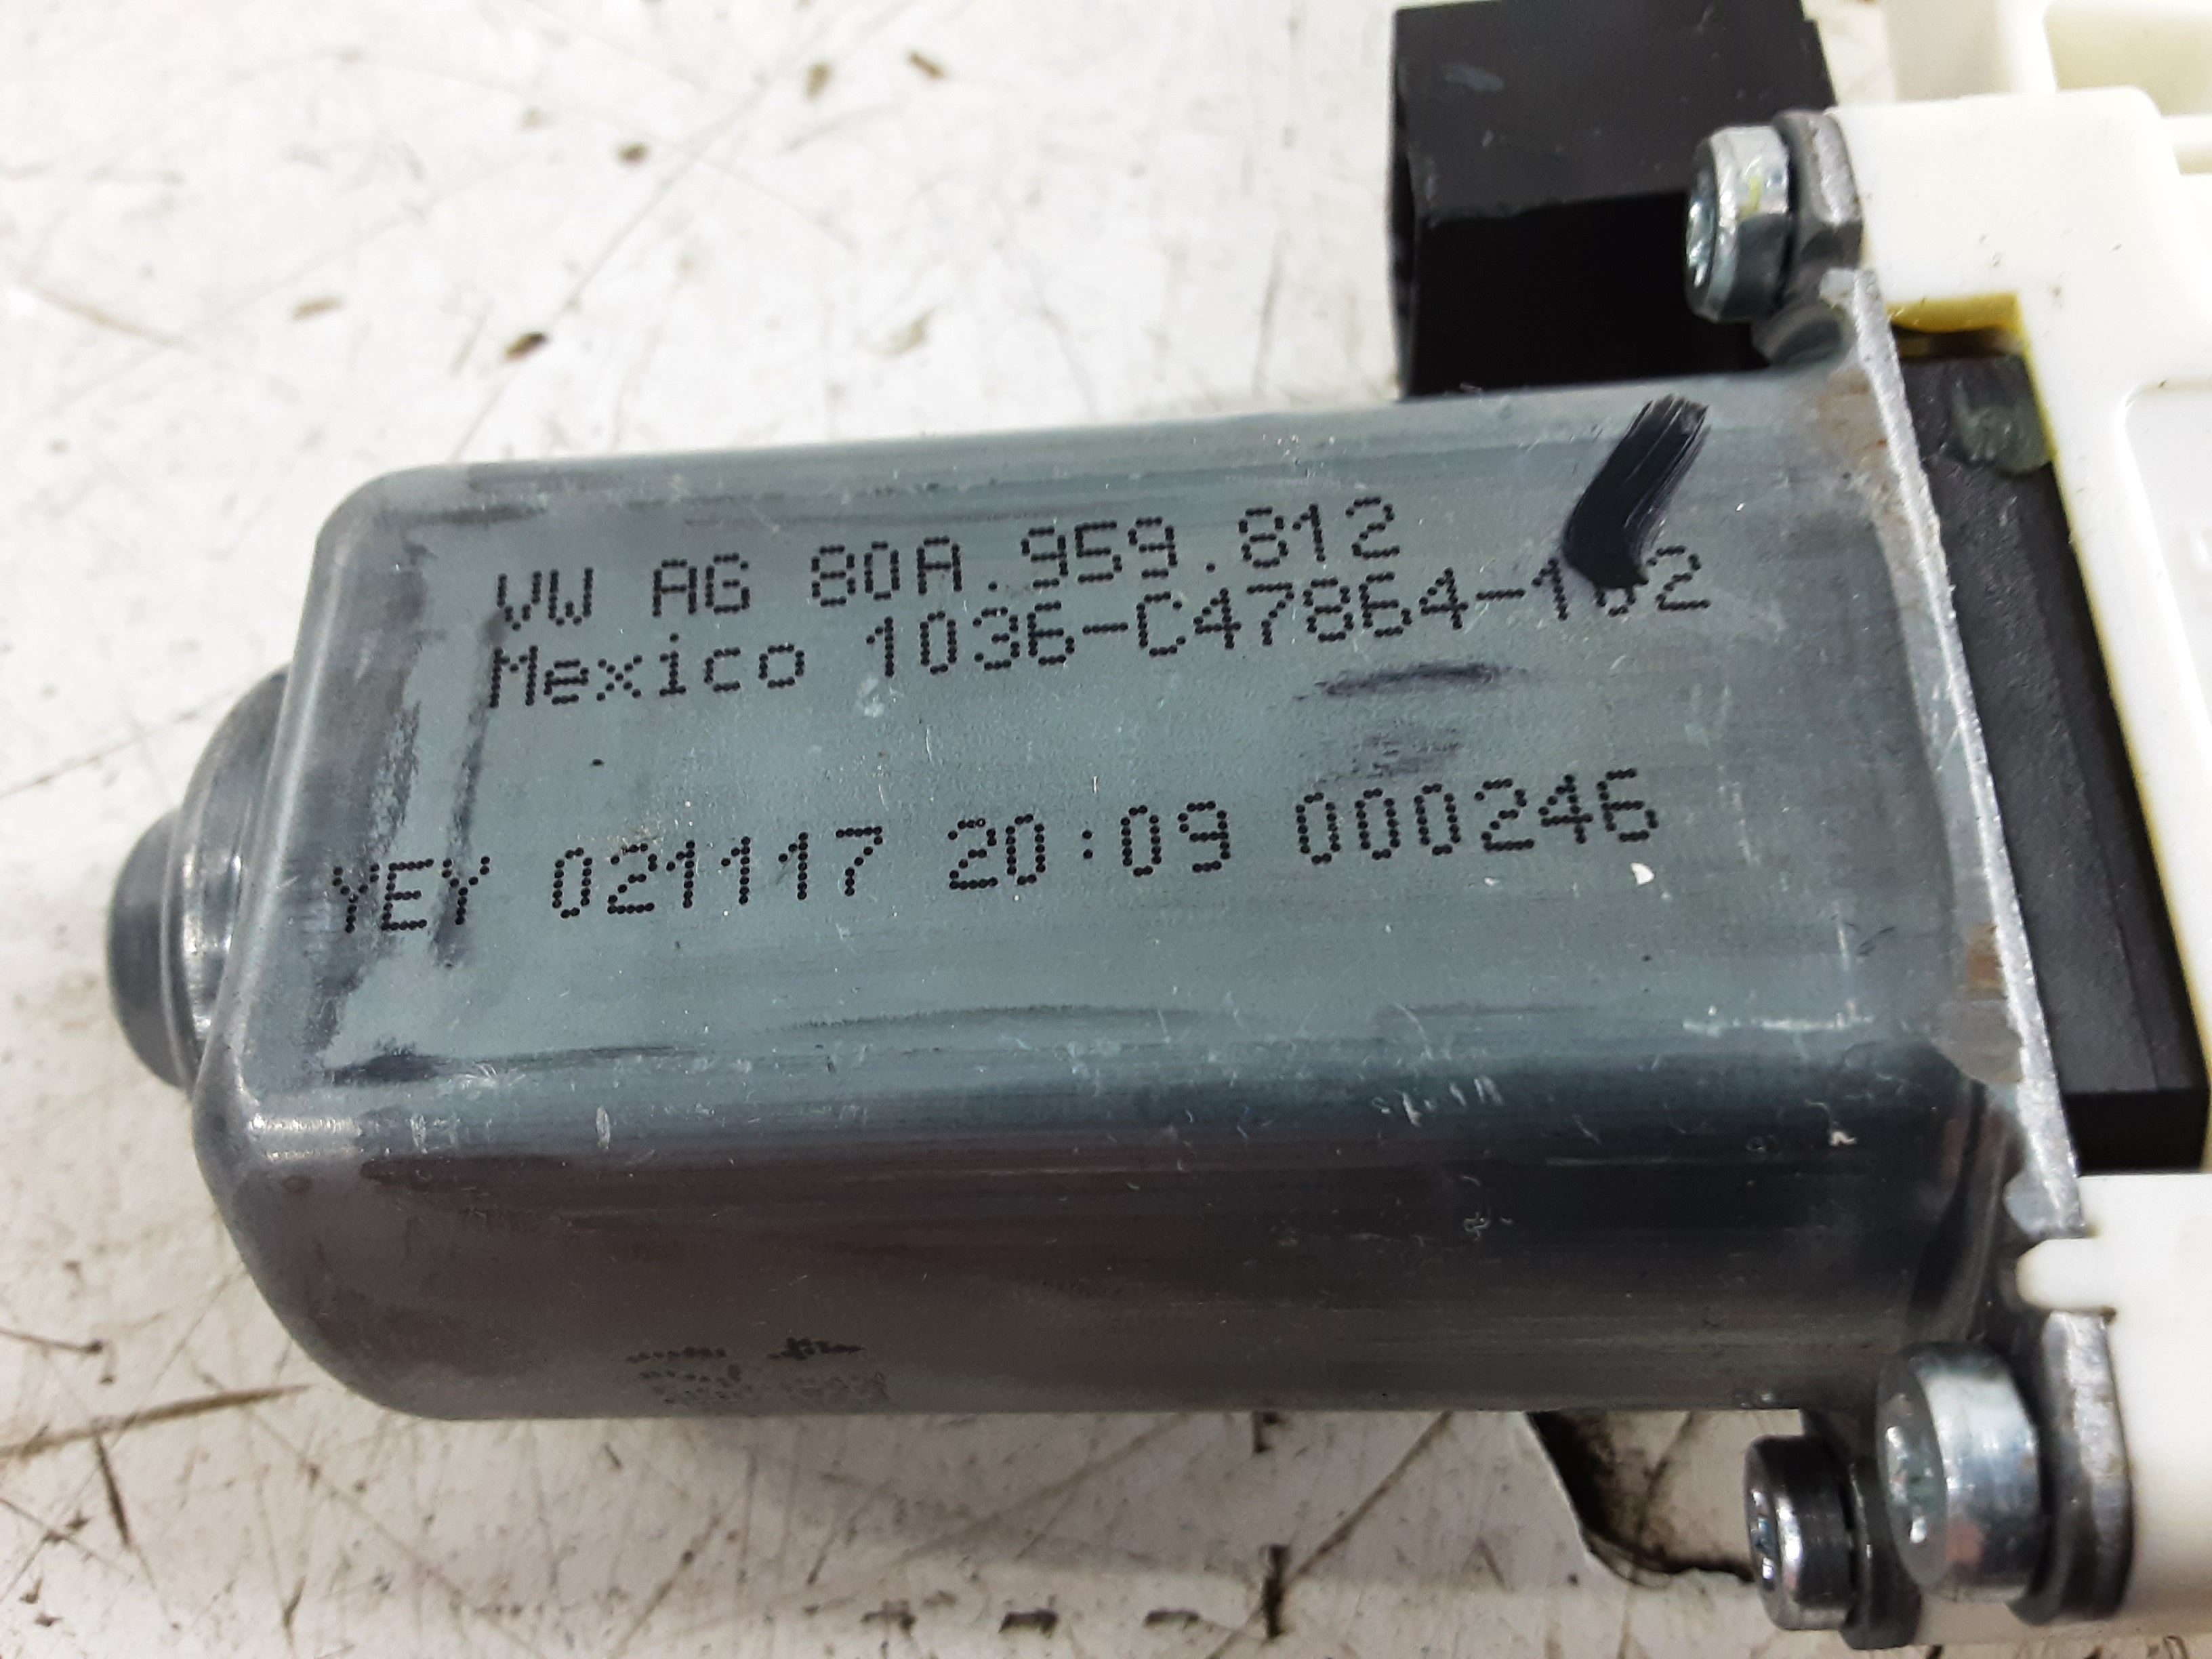 VW AG 80A.959.812
Mexico
YEY 021117 20:09 000246